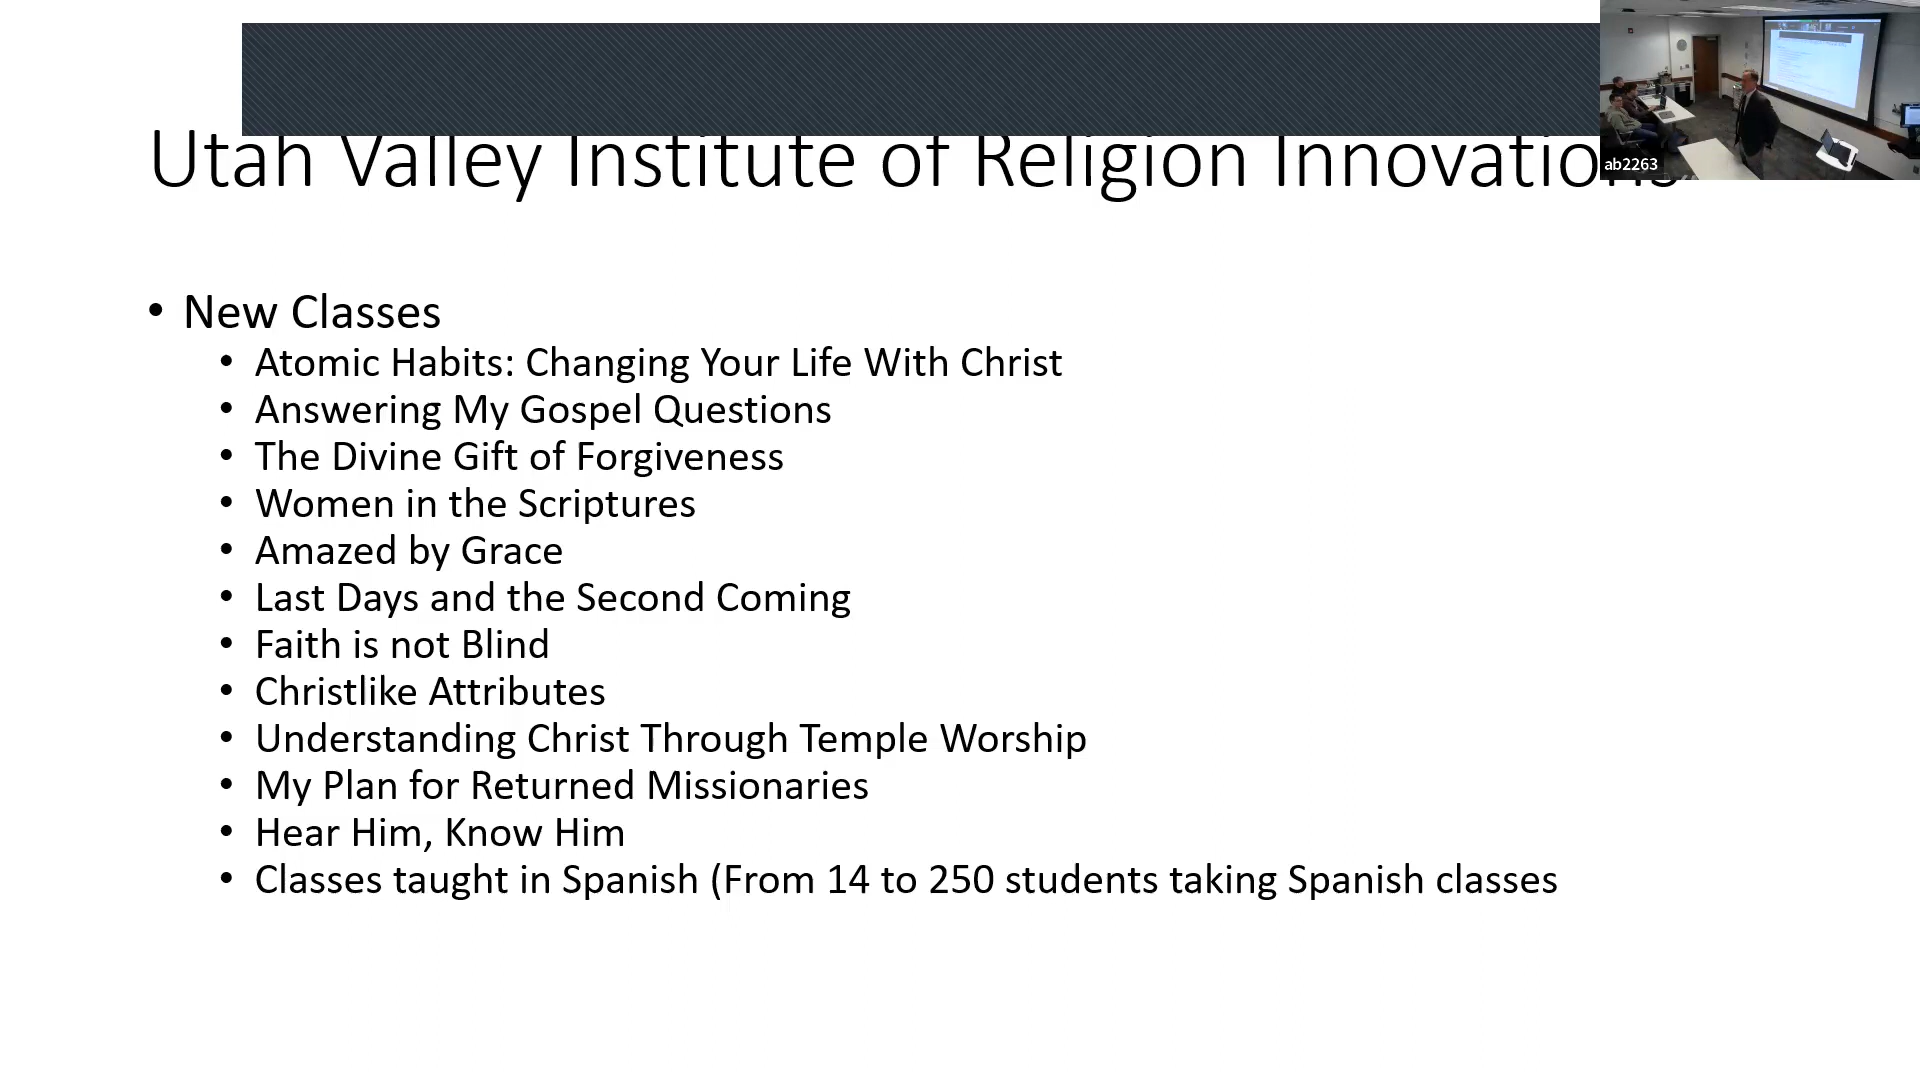 Utah Valley Institute of Religion Innovations
ab2263
• New Classes
• Atomic Habits: Changing Your Life With Christ
• Answering My Gospel Questions
• The Divine Gift of Forgiveness
• Women in the Scriptures
• Amazed by Grace
• Last Days and the Second Coming
• Faith is not Blind
• Christlike Attributes
• Understanding Christ Through Temple Worship
• My Plan for Returned Missionaries
• Hear Him, Know Him
• Classes taught in Spanish (From 14 to 250 students taking Spanish classes